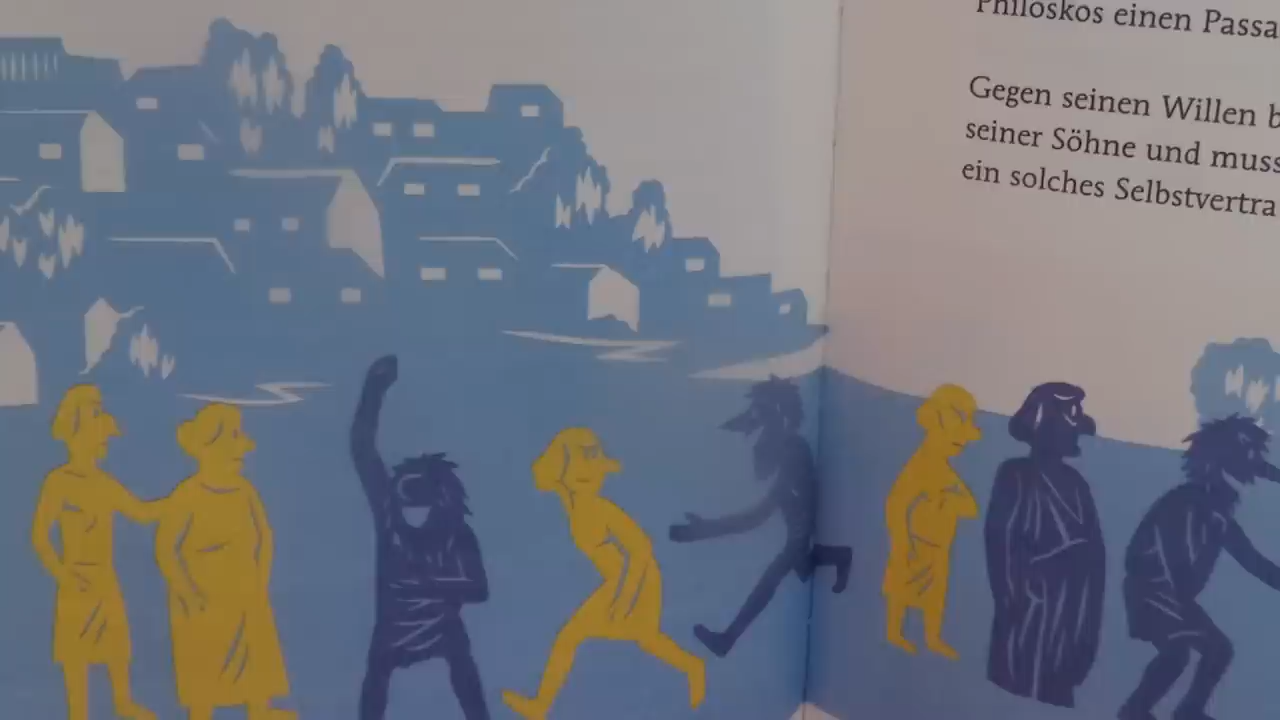 Philoskos einen Passa
Gegen seinen Willen b
seiner Söhne und muss
ein solches Selbstvertra